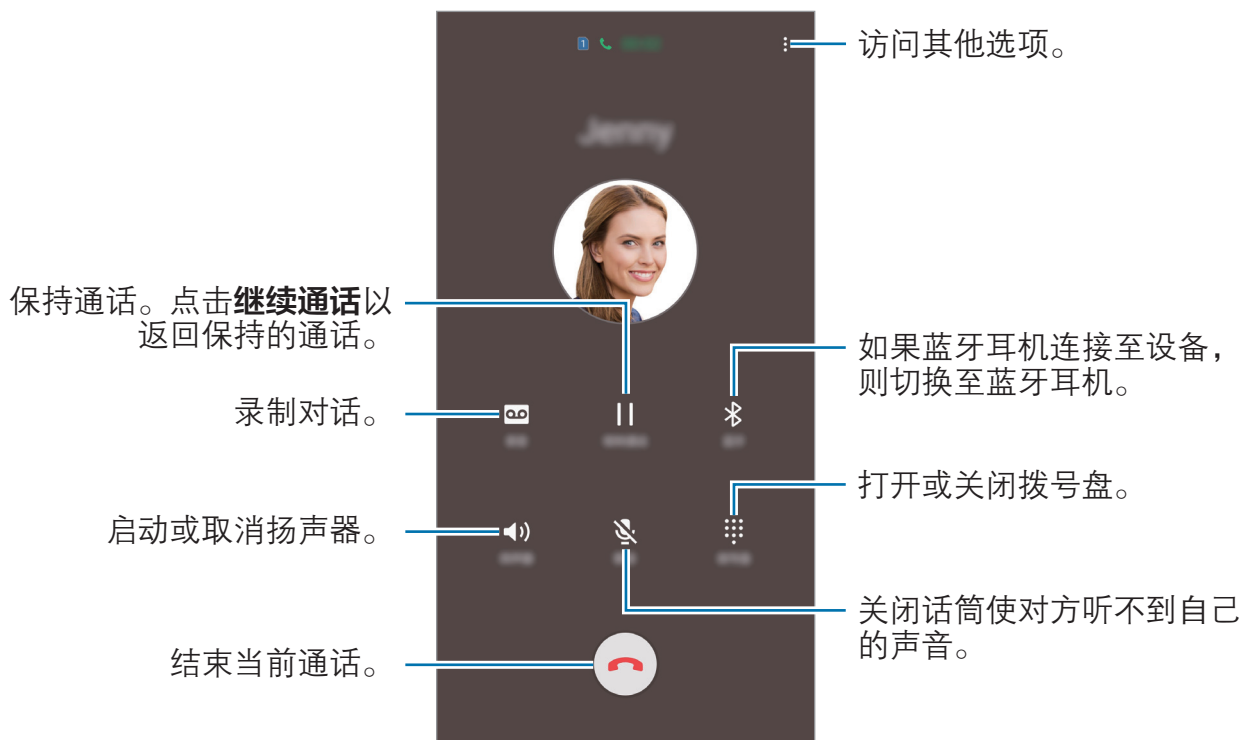 访问其他选项。
1
Jenny
保持通话。点击继续通话以
返回保持的通话。
如果蓝牙耳机连接至设备，
则切换至蓝牙耳机。
录制对话。
打开或关闭拨号盘。
启动或取消扬声器。
关闭话筒使对方听不到自己
的声音。
结束当前通话。